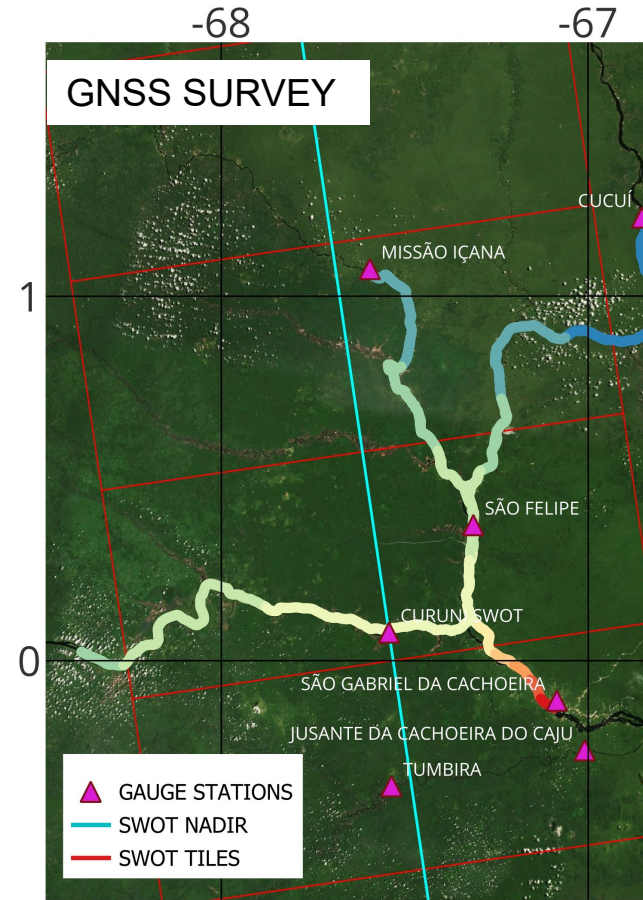 -68 -67
GNSS SURVEY
CUCUÍ
MISSÃO IÇANA
1
SÃO FELIPE
CURUNI SWOT
0
SÃO GABRIEL DA CACHOEIRA
JUSANTE DA CACHOEIRA DO CAJU
TUMBIRA
GAUGE STATIONS
SWOT NADIR
SWOT TILES